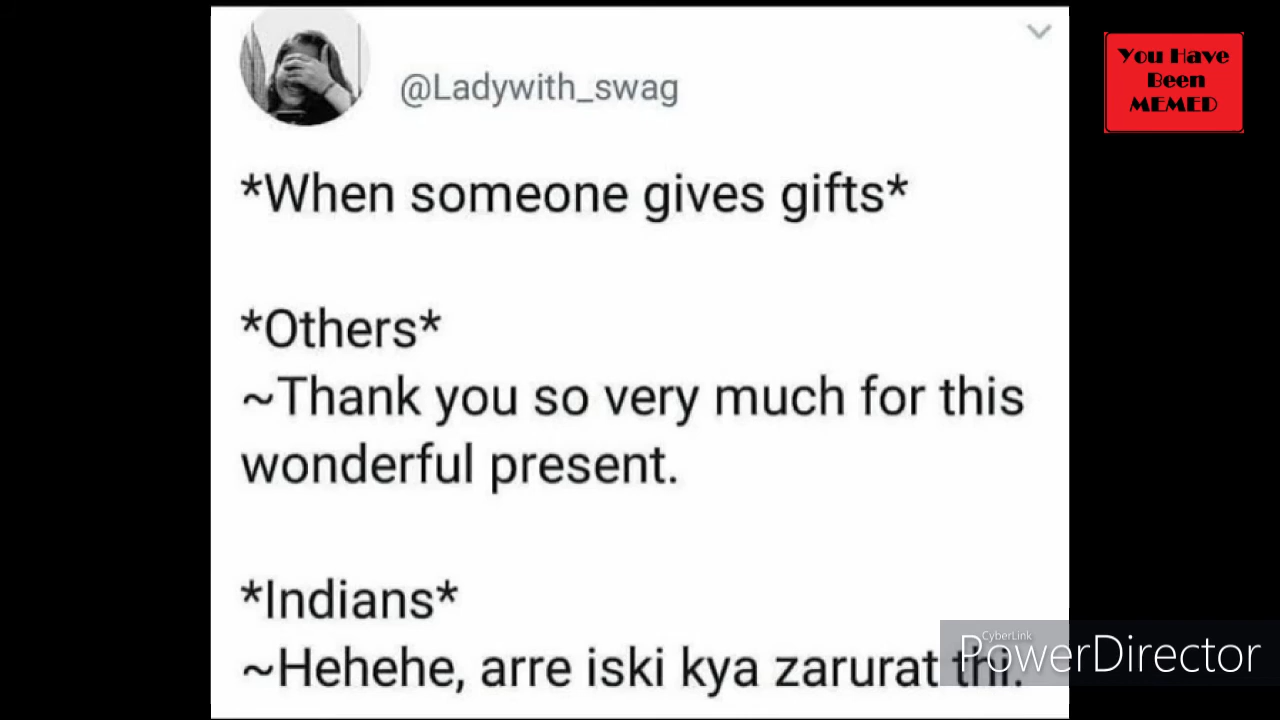 @Ladywith_swag
You Have
Been
MEMED
*When someone gives gifts*
*Others*
~Thank you so very much for this
wonderful present.
*Indians*
~Hehehe, arre iski kya zarurat thi.
CyberLink
PowerDirector